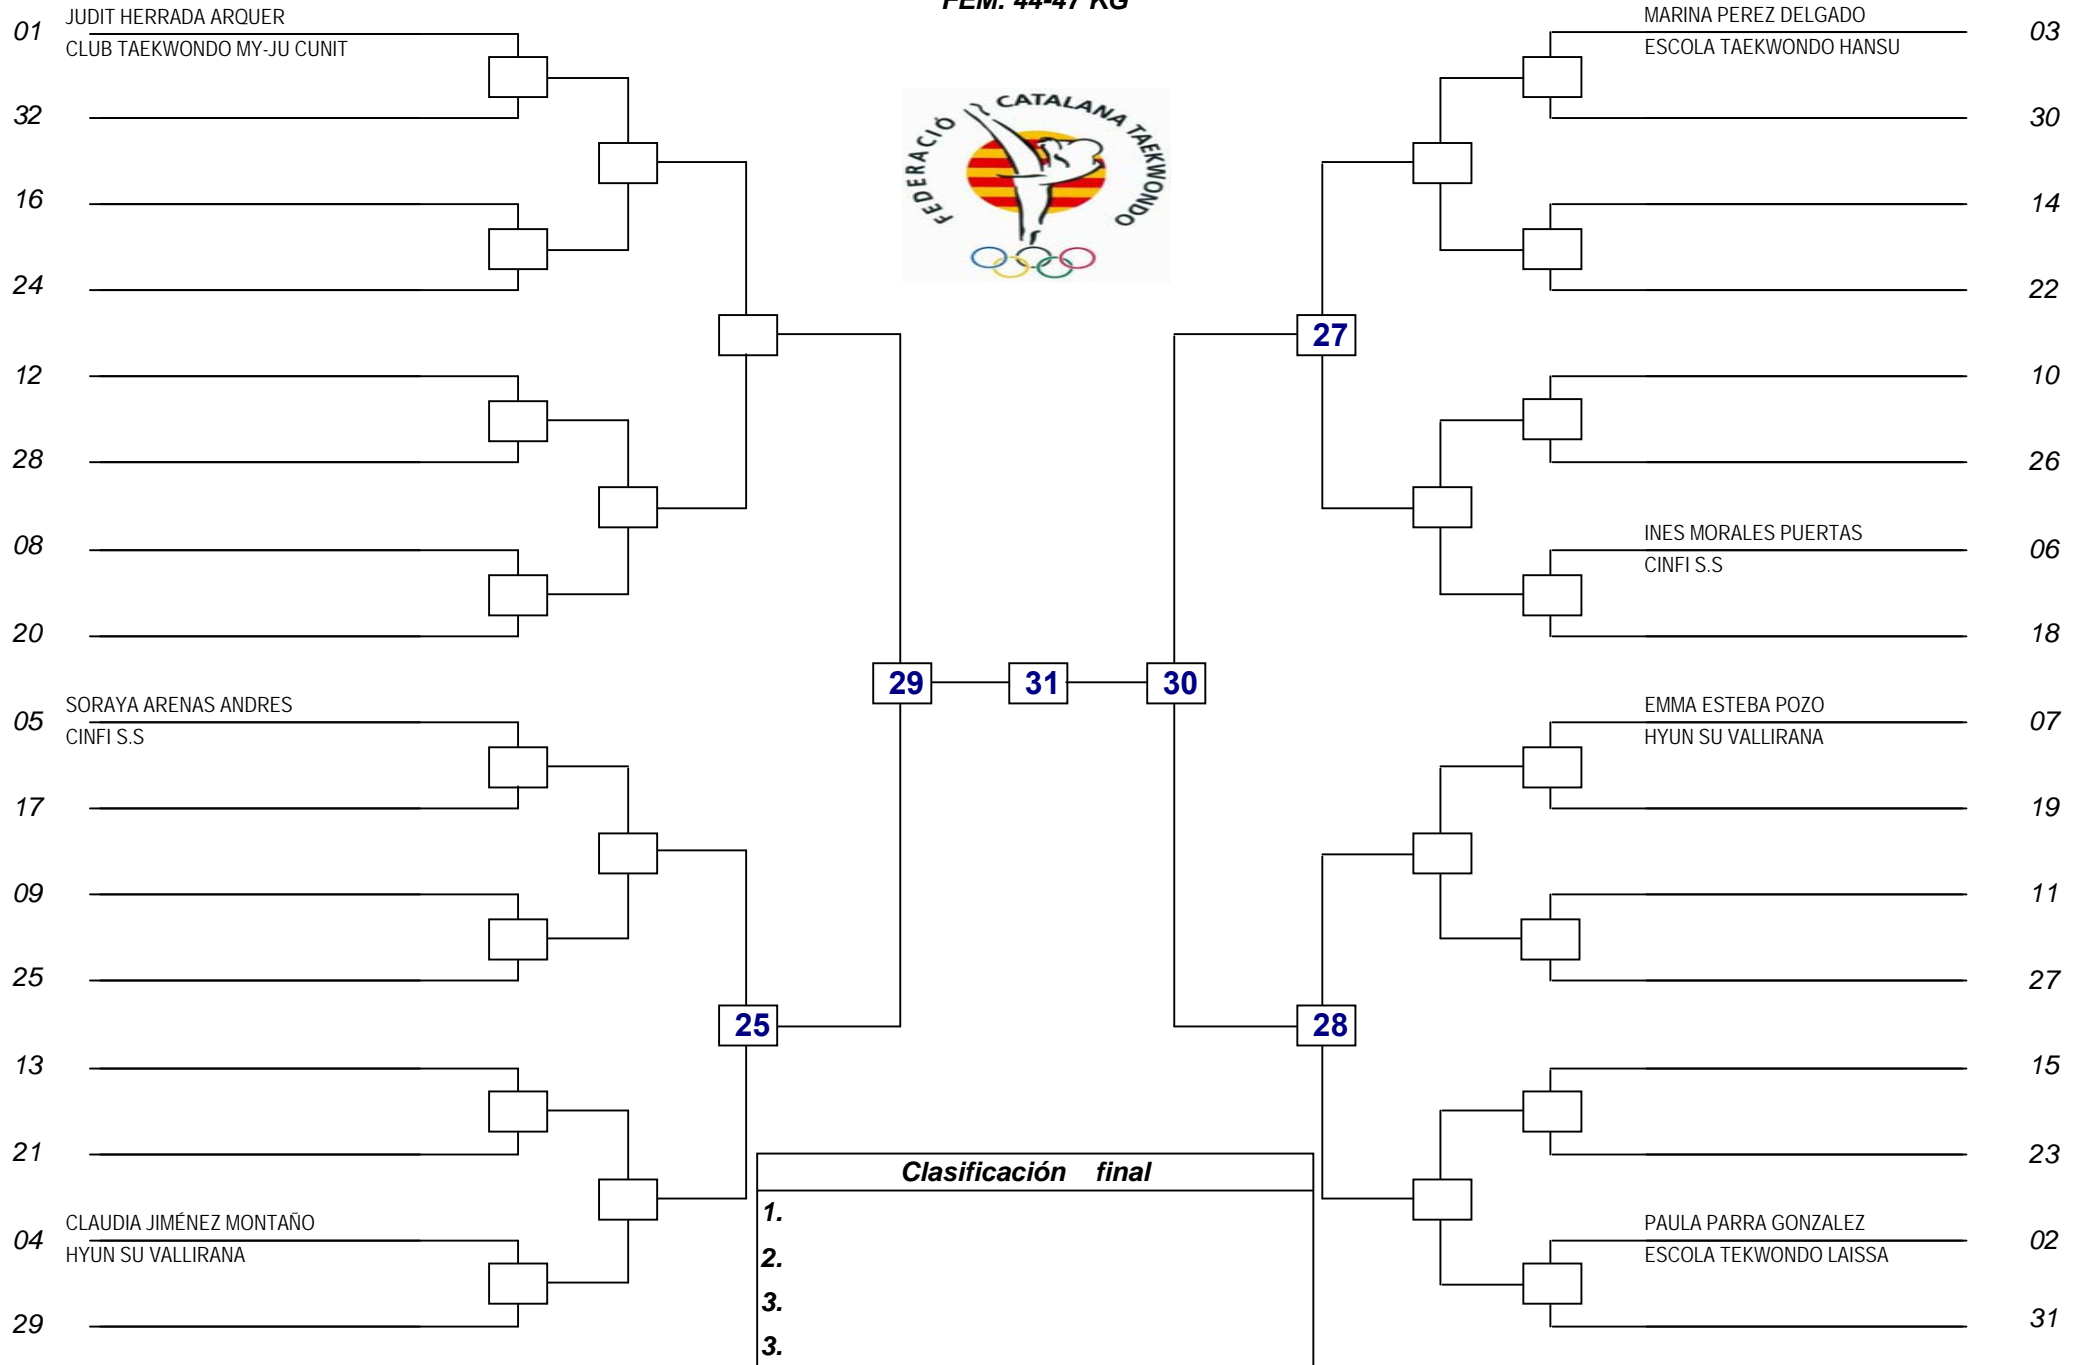 FEM. 44-47 KG
01
JUDIT HERRADA ARQUER
CLUB TAEKWONDO MY-JU CUNIT
32
16
24
12
28
08
20
05
SORAYA ARENAS ANDRES
CINFI S.S
17
09
25
13
21
04
CLAUDIA JIMÉNEZ MONTAÑO
HYUN SU VALLIRANA
29
FEDERACIÓ CATALANA TAEKWONDO
25
29
31
30
27
28
MARINA PEREZ DELGADO
03
ESCOLA TAEKWONDO HANSU
30
14
22
10
26
INES MORALES PUERTAS
06
CINFI S.S
18
EMMA ESTEBA POZO
07
HYUN SU VALLIRANA
19
11
27
15
23
PAULA PARRA GONZALEZ
02
ESCOLA TEKWONDO LAISSA
31
Clasificación final
1.
2.
3.
3.